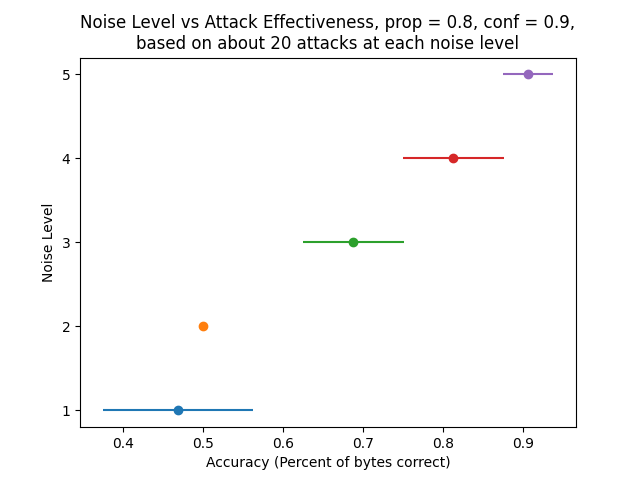 Noise Level vs Attack Effectiveness, prop = 0.8, conf = 0.9,
based on about 20 attacks at each noise level
5
4
3
2
1
Noise Level
0.4 0.5 0.6 0.7 0.8 0.9
Accuracy (Percent of bytes correct)